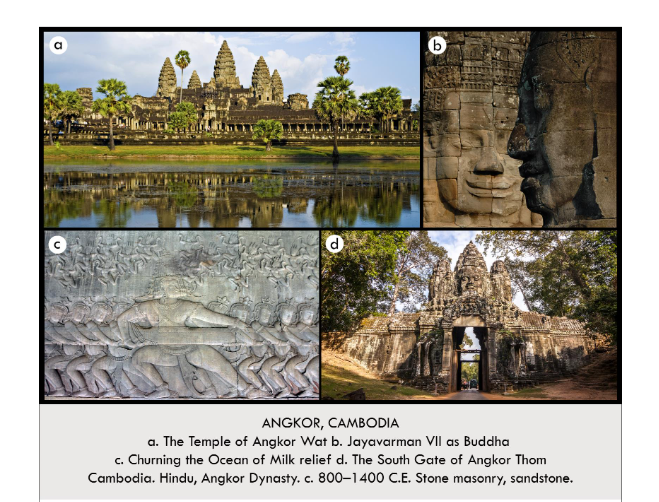 a
b
c
d
ANGKOR, CAMBODIA
a. The Temple of Angkor Wat b. Jayavarman VII as Buddha
c. Churning the Ocean of Milk relief d. The South Gate of Angkor Thom
Cambodia. Hindu, Angkor Dynasty. c. 800–1400 C.E. Stone masonry, sandstone.